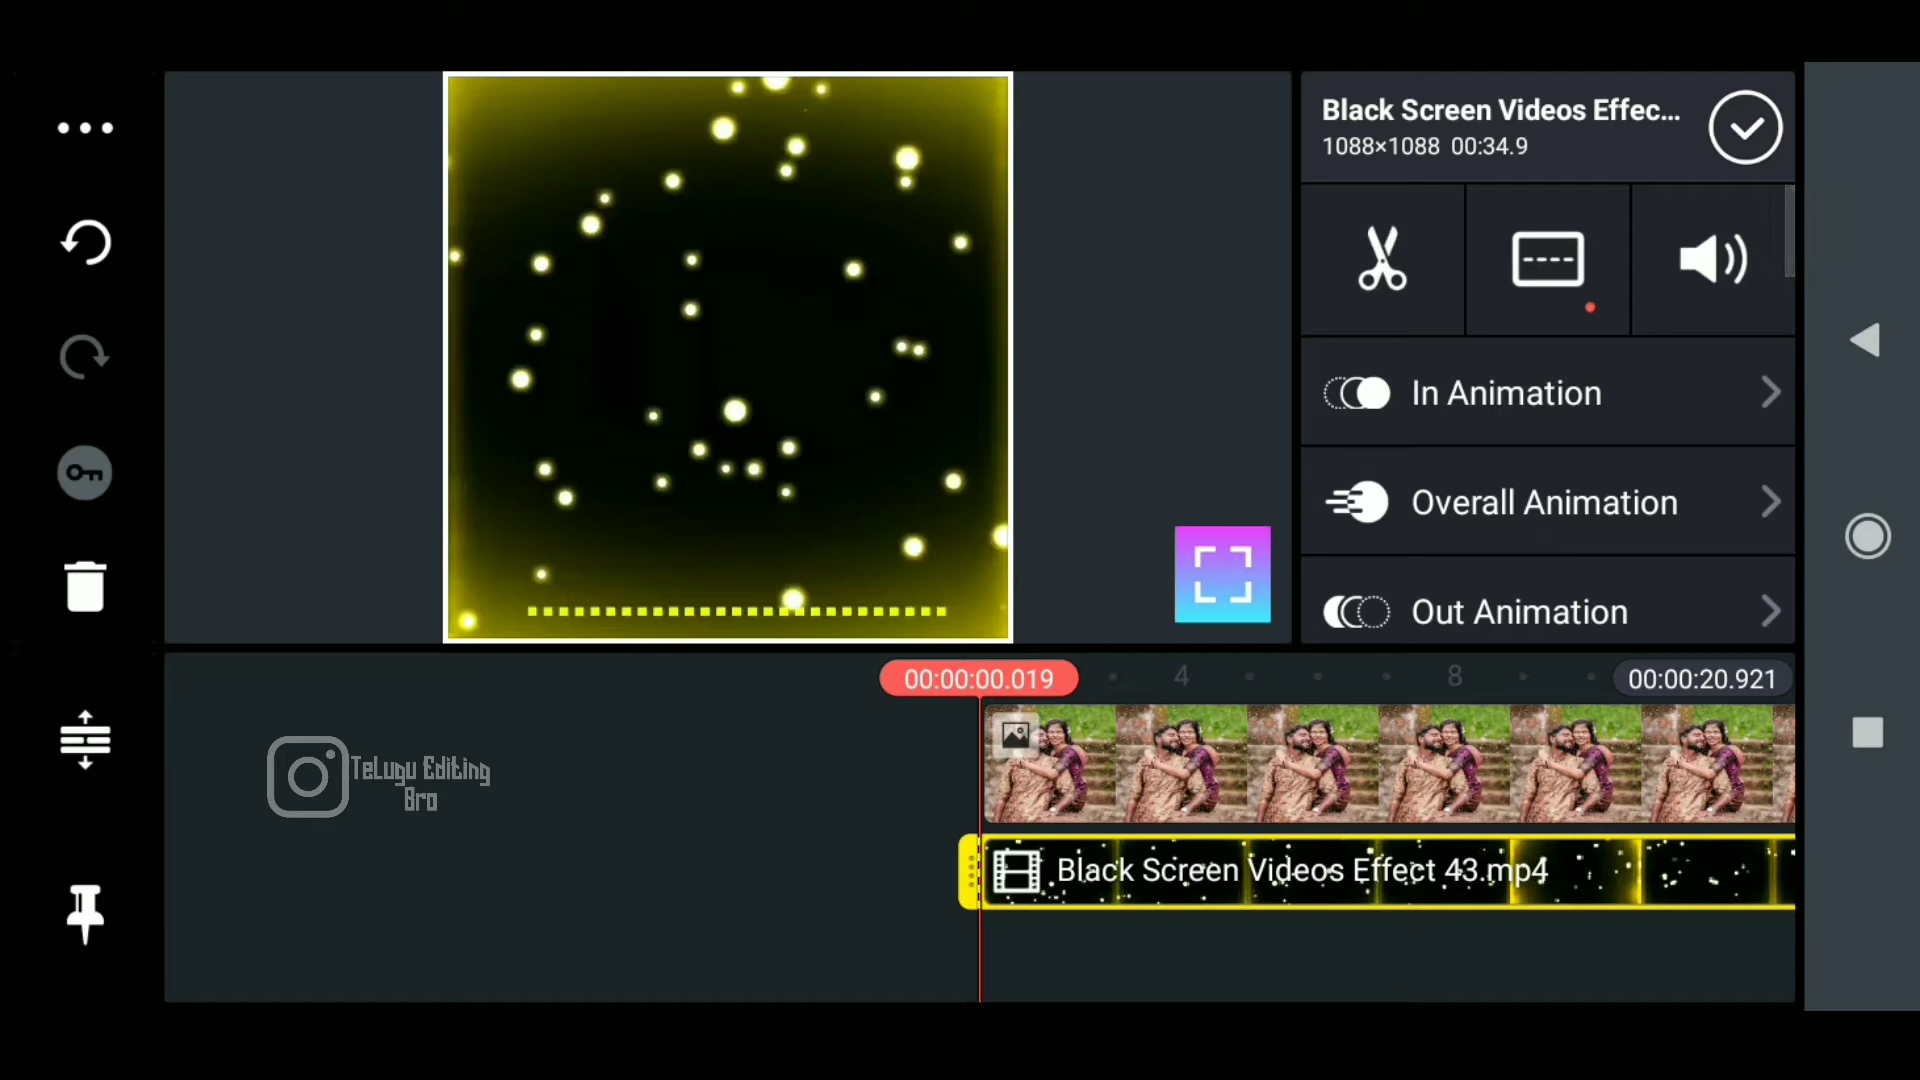 Black Screen Videos Effec...
1088×1088 00:34.9
In Animation
Overall Animation
Out Animation
00:00:00.019
4
8
00:00:20.921
Telugu Editing
Bro
Black Screen Videos Effect 43.mp4